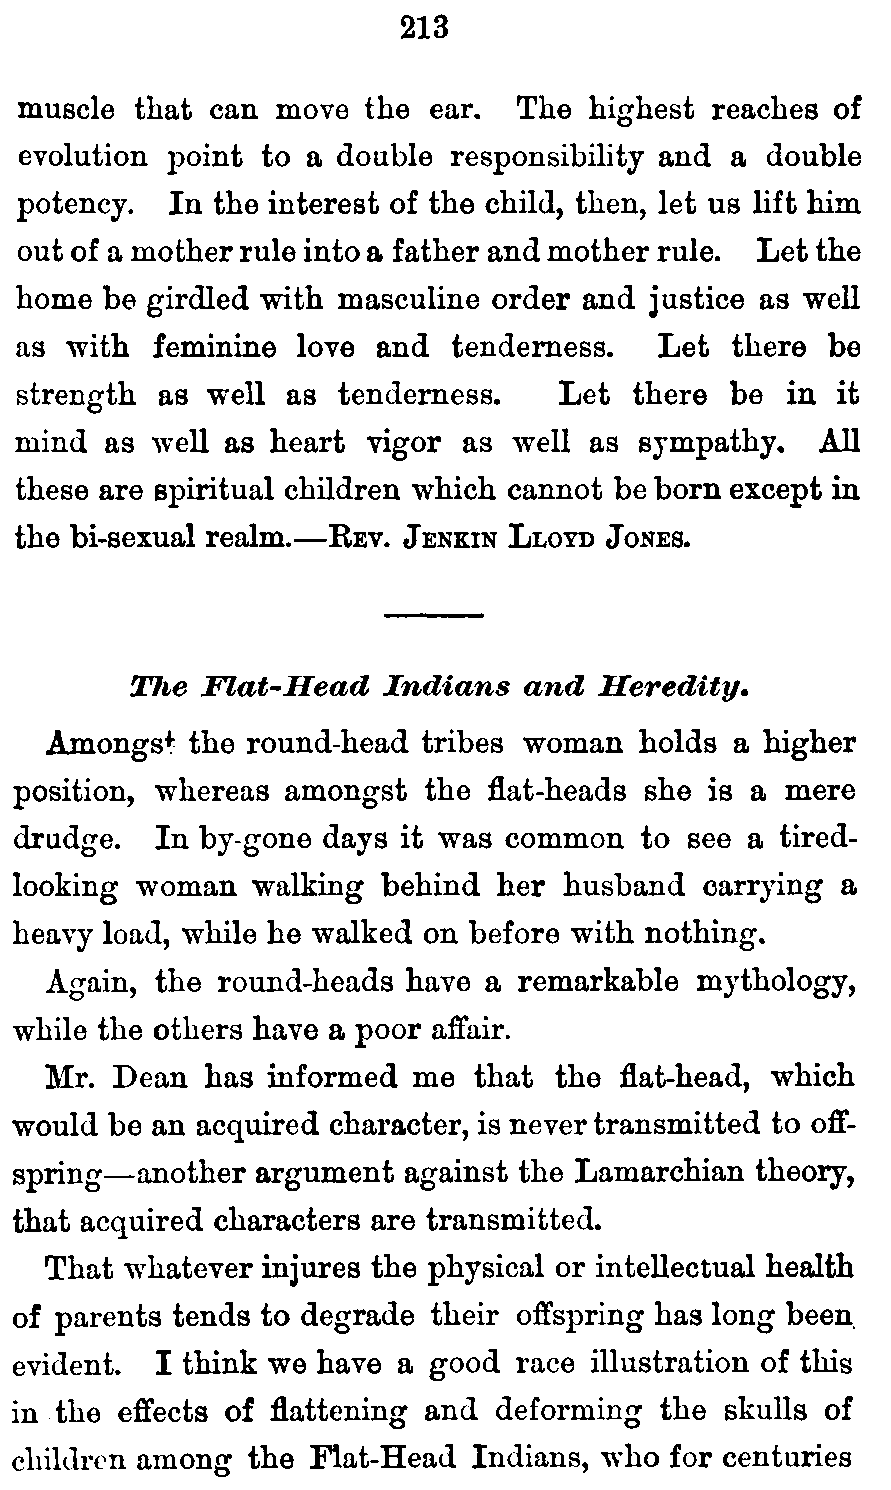 213
muscle that can move the ear. The highest reaches of
evolution point to a double responsibility and a double
potency. In the interest of the child, then, let us lift him
out of a mother rule into a father and mother rule. Let the
home be girdled with masculine order and justice as well
as with feminine love and tenderness. Let there be
strength as well as tenderness. Let there be in it
mind as well as heart vigor as well as sympathy. All
these are spiritual children which cannot be born except in
the bi-sexual realm.—REV. JENKIN LLOYD JONES.
The Flat-Head Indians and Heredity.
Amongst the round-head tribes woman holds a higher
position, whereas amongst the flat-heads she is a mere
drudge. In by-gone days it was common to see a tired-
looking woman walking behind her husband carrying a
heavy load, while he walked on before with nothing.
Again, the round-heads have a remarkable mythology,
while the others have a poor affair.
Mr. Dean has informed me that the flat-head, which
would be an acquired character, is never transmitted to off-
spring—another argument against the Lamarchian theory,
that acquired characters are transmitted.
That whatever injures the physical or intellectual health
of parents tends to degrade their offspring has long been
evident. I think we have a good race illustration of this
in the effects of flattening and deforming the skulls of
children among the Flat-Head Indians, who for centuries